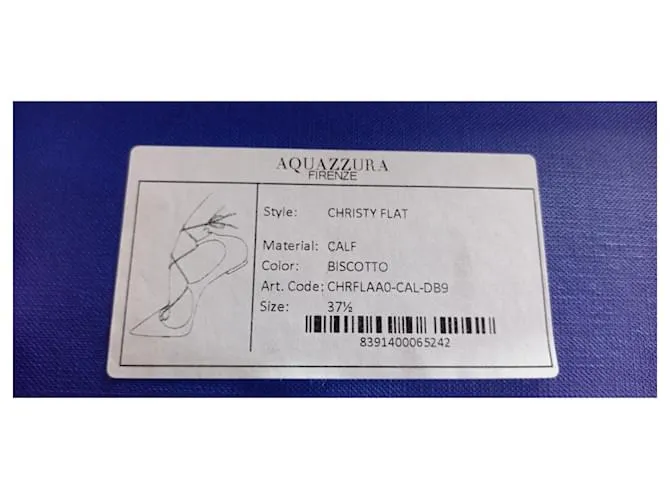 AQUAZZURA
FIRENZE
Style: CHRISTY FLAT
Material: CALF
Color: BISCOTTO
Art. Code: CHRFLAA0-CAL-DB9
Size: 37½
8391400065242